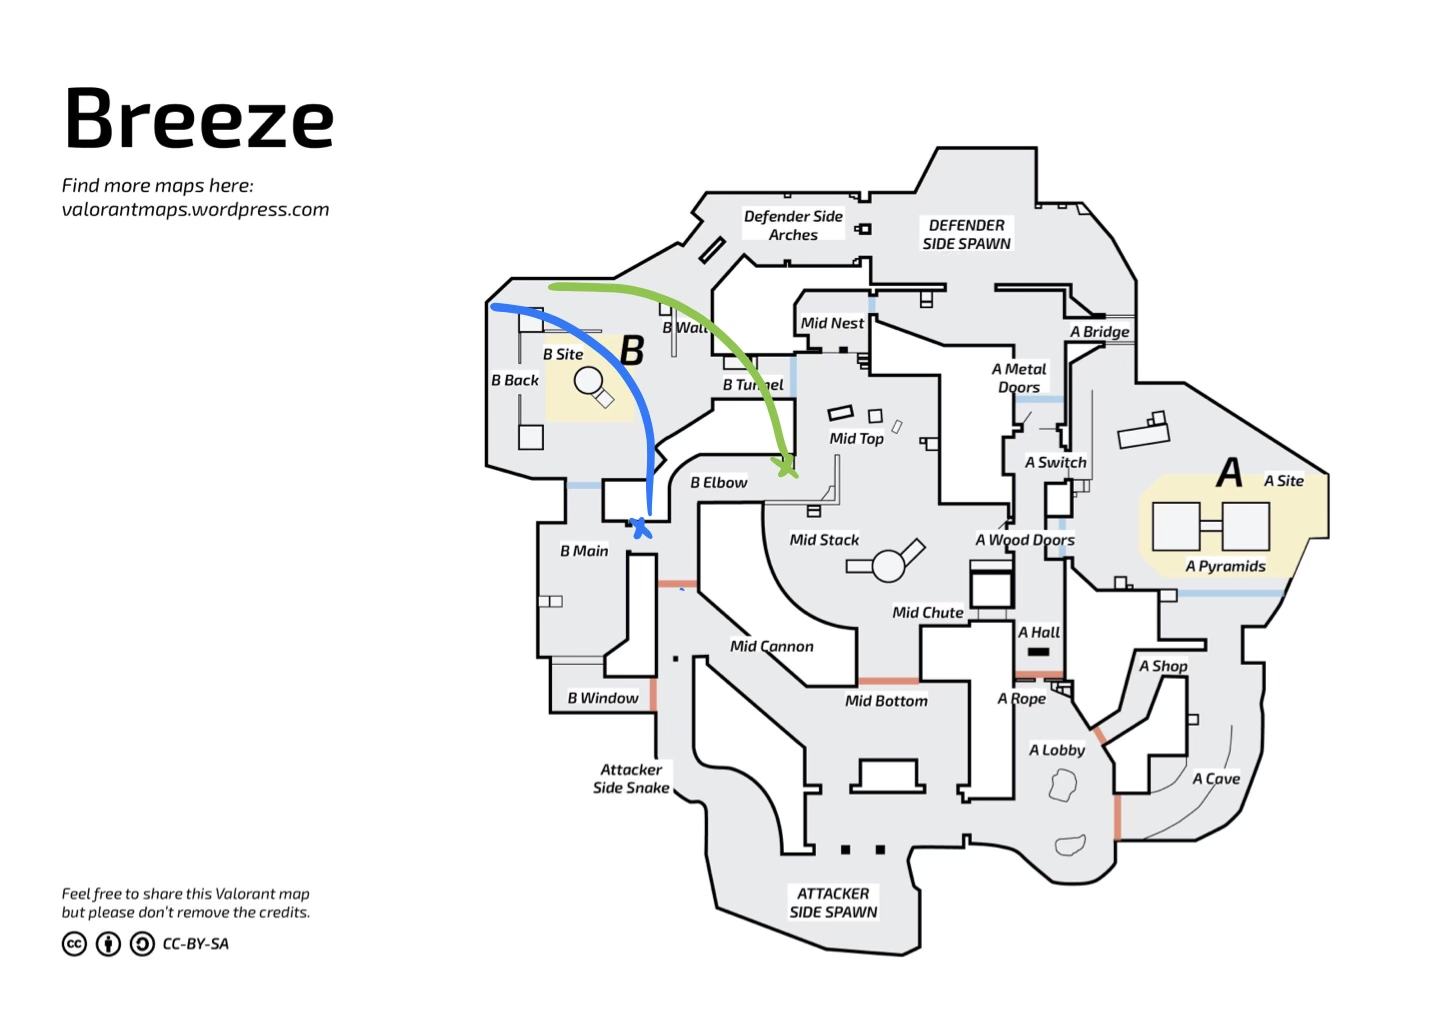 Breeze
Find more maps here:
valorantmaps.wordpress.com
Defender Side
Arches
DEFENDER
SIDE SPAWN
B Wall
Mid Nest
A Bridge
B Site
B
B Back
B Tunnel
A Metal
Doors
Mid Top
A Switch
A
A Site
B Elbow
B Main
Mid Stack
A Wood Doors
A Pyramids
Mid Chute
A Hall
Mid Cannon
A Shop
B Window
Mid Bottom
A Rope
A Lobby
Attacker
Side Snake
A Cave
ATTACKER
SIDE SPAWN
Feel free to share this Valorant map
but please don't remove the credits.
cc
CC-BY-SA